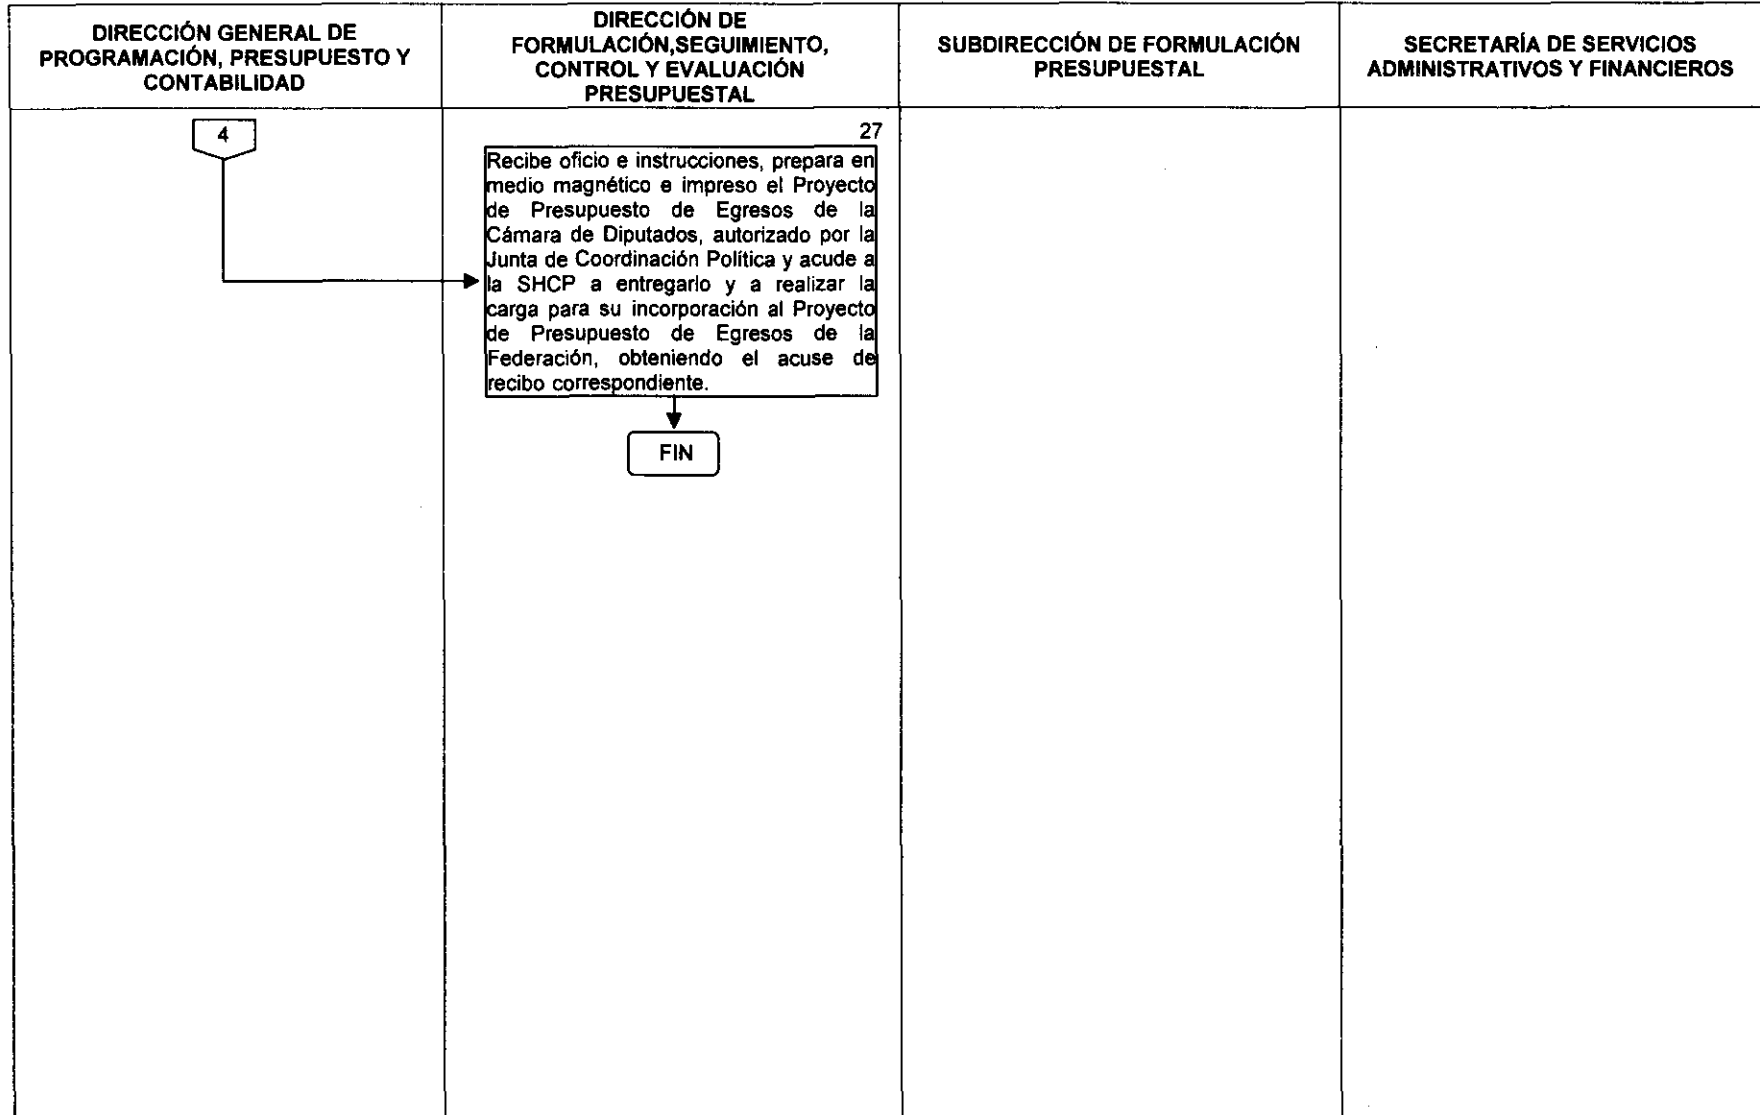 DIRECCIÓN GENERAL DE
PROGRAMACIÓN, PRESUPUESTO Y
CONTABILIDAD
DIRECCIÓN DE
FORMULACIÓN,SEGUIMIENTO,
CONTROL Y EVALUACIÓN
PRESUPUESTAL
SUBDIRECCIÓN DE FORMULACIÓN
PRESUPUESTAL
SECRETARÍA DE SERVICIOS
ADMINISTRATIVOS Y FINANCIEROS
4
27
Recibe oficio e instrucciones, prepara en
medio magnético e impreso el Proyecto
de Presupuesto de Egresos de la
Cámara de Diputados, autorizado por la
Junta de Coordinación Política y acude a
la SHCP a entregarlo y a realizar la
carga para su incorporación al Proyecto
de Presupuesto de Egresos de la
Federación, obteniendo el acuse de
recibo correspondiente.
FIN